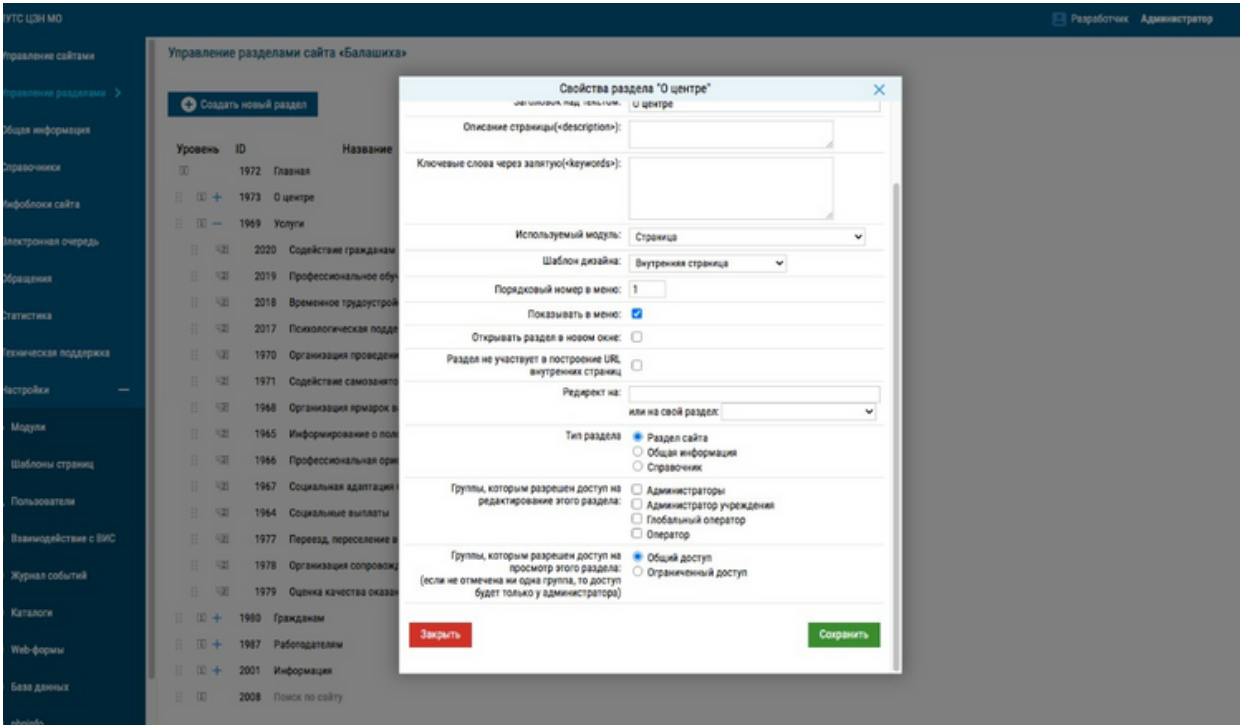 ПУТС ЦЗН МО
Разработчик Администратор
Управление сайтами
Управление разделами
Общая информация
Справочники
Инфоблоки сайта
Электронная очередь
Обращения
Статистика
Техническая поддержка
Настройки
Модули
Шаблоны страниц
Пользователи
Взаимодействие с ВИС
Журнал событий
Каталоги
Web-формы
База данных
phpinfo
Управление разделами сайта «Балашиха»
Создать новый раздел
Уровень ID Название
1972 Главная
1973 О центре
1969 Услуги
2020 Содействие гражданам
2019 Профессиональное обу
2018 Временное трудоустрой
2017 Психологическая подде
1970 Организация проведени
1971 Содействие самозанято
1968 Организация ярмарок в
1965 Информирование о пол
1966 Профессиональная ори
1967 Социальная адаптация
1964 Социальные выплаты
1977 Переезд, переселение в
1978 Организация сопровожд
1979 Оценка качества оказан
1980 Гражданам
1987 Работодателям
2001 Информация
2008 Поиск по сайту
Свойства раздела "О центре"
Заголовок над текстом: О центре
Описание страницы(<description>):
Ключевые слова через запятую(<keywords>):
Используемый модуль: Страница
Шаблон дизайна: Внутренняя страница
Порядковый номер в меню: 1
Показывать в меню:
Открывать раздел в новом окне:
Раздел не участвует в построение URL
внутренних страниц
Редирект на:
или на свой раздел:
Тип раздела Раздел сайта
Общая информация
Справочник
Группы, которым разрешен доступ на
редактирование этого раздела:
Администраторы
Администратор учреждения
Глобальный оператор
Оператор
Группы, которым разрешен доступ на
просмотр этого раздела:
(если не отмечена ни одна группа, то доступ
будет только у администратора)
Общий доступ
Ограниченный доступ
Закрыть
Сохранить